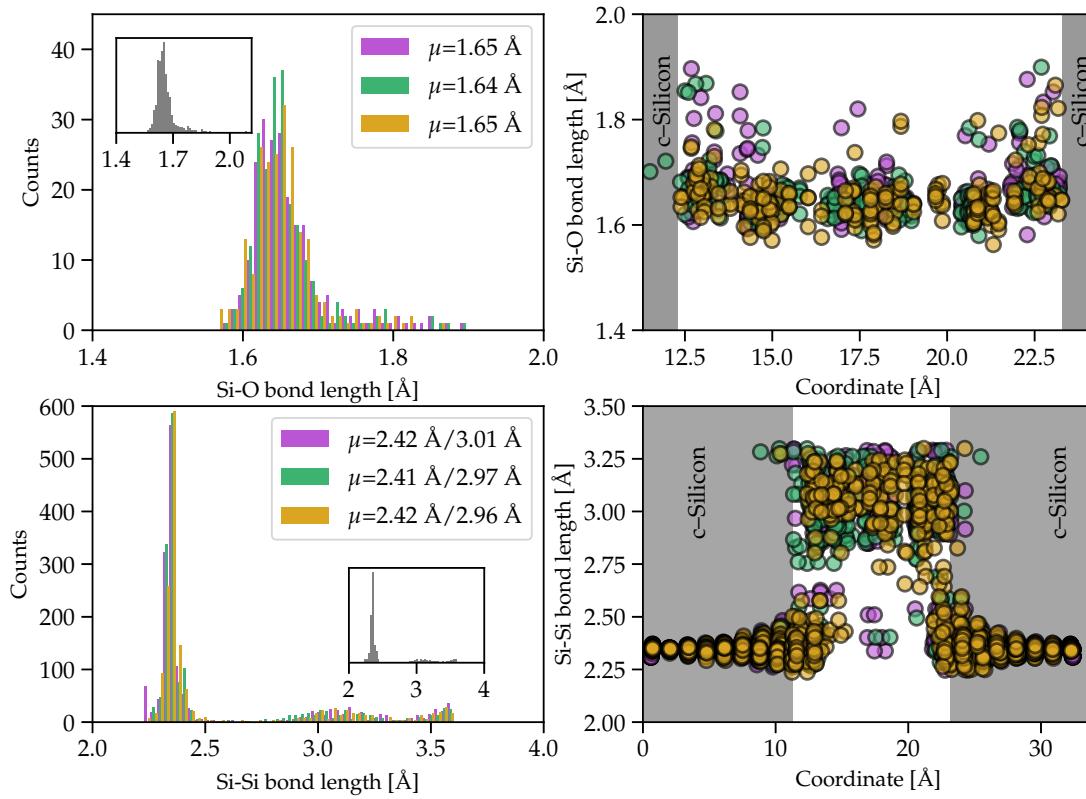 40
30
20
10
0
Counts
1.4
1.6
1.8
2.0
Si-O bond length [Å]
μ=1.65 Å
μ=1.64 Å
μ=1.65 Å
1.4
1.7
2.0
2.0
1.8
1.6
1.4
Si-O bond length [Å]
c–Silicon
c–Silicon
12.5
15.0
17.5
20.0
22.5
Coordinate [Å]
600
500
400
300
200
100
0
Counts
2.0
2.5
3.0
3.5
4.0
Si-Si bond length [Å]
μ=2.42 Å/3.01 Å
μ=2.41 Å/2.97 Å
μ=2.42 Å/2.96 Å
2
3
4
3.50
3.25
3.00
2.75
2.50
2.25
2.00
Si-Si bond length [Å]
c–Silicon
c–Silicon
0
10
20
30
Coordinate [Å]